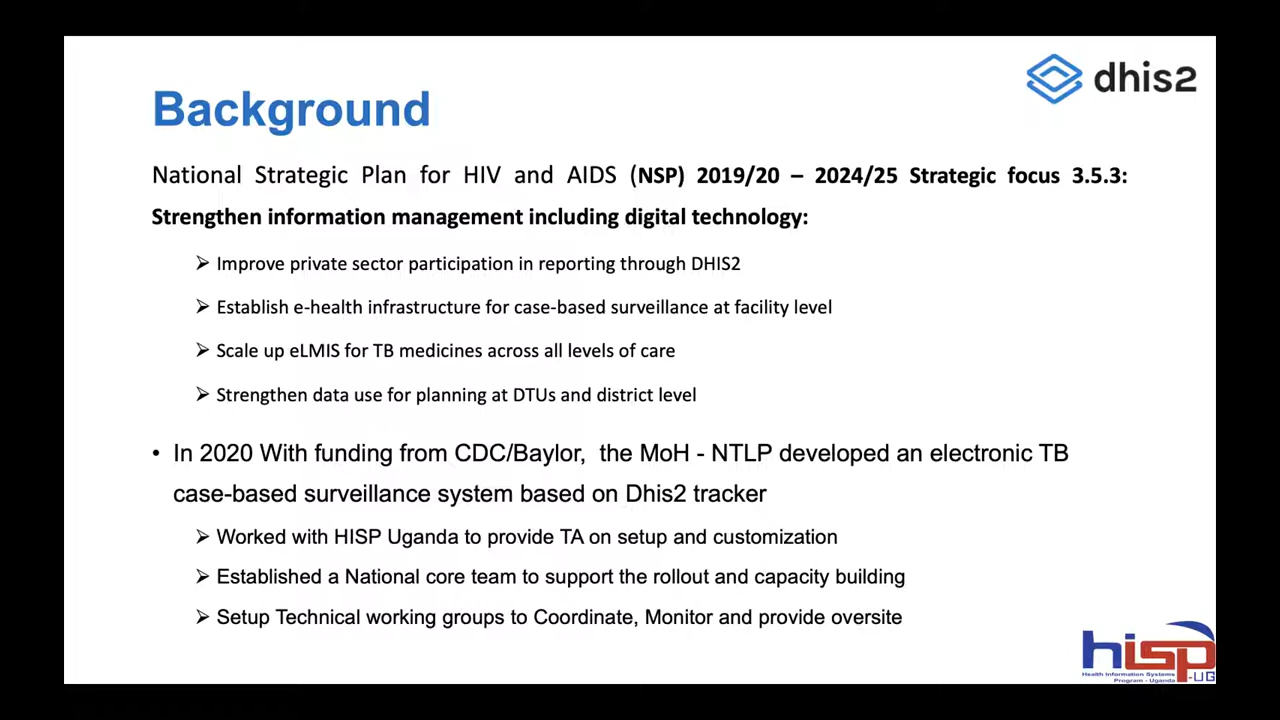 dhis2
Background
National Strategic Plan for HIV and AIDS (NSP) 2019/20 – 2024/25 Strategic focus 3.5.3:
Strengthen information management including digital technology:
➢ Improve private sector participation in reporting through DHIS2
➢ Establish e-health infrastructure for case-based surveillance at facility level
➢ Scale up eLMIS for TB medicines across all levels of care
➢ Strengthen data use for planning at DTUs and district level
• In 2020 With funding from CDC/Baylor, the MoH - NTLP developed an electronic TB
case-based surveillance system based on Dhis2 tracker
➢ Worked with HISP Uganda to provide TA on setup and customization
➢ Established a National core team to support the rollout and capacity building
➢ Setup Technical working groups to Coordinate, Monitor and provide oversite
hisp
Health Information Systems
Program - Uganda
-UG